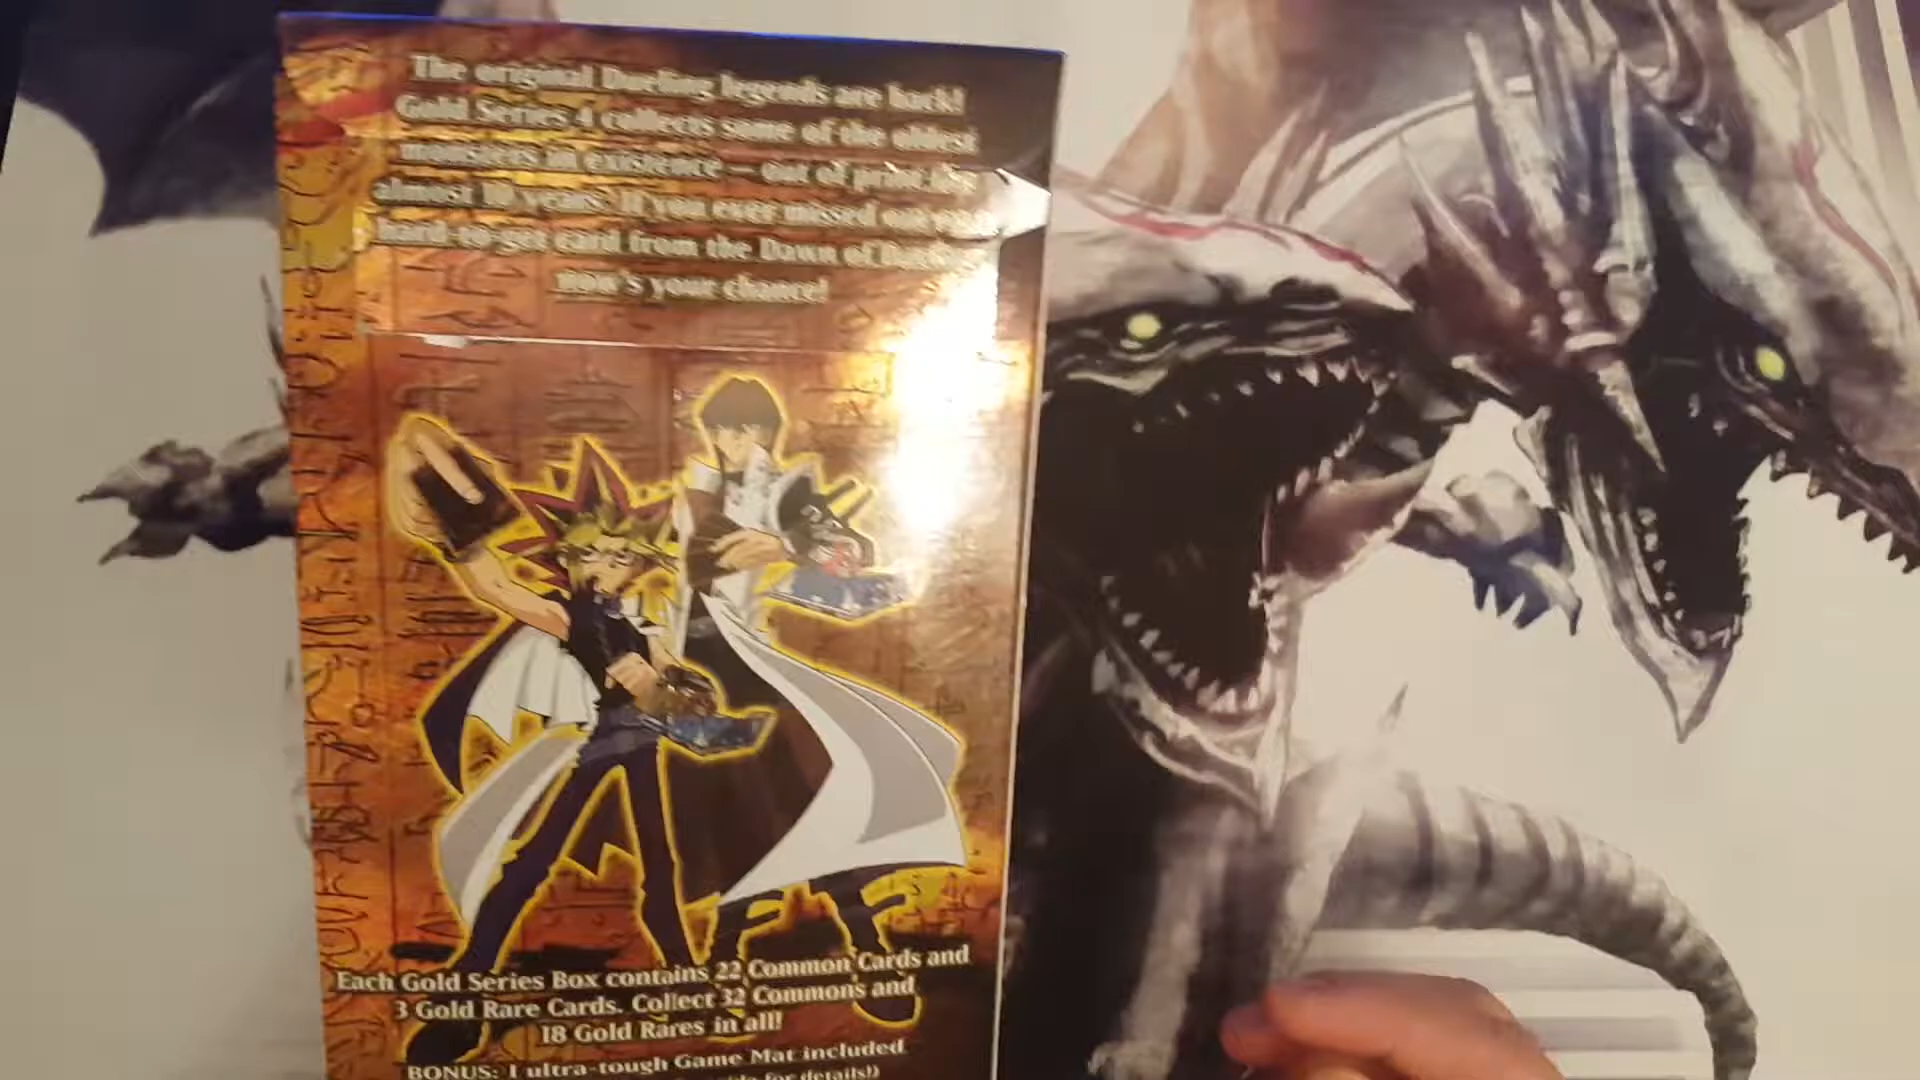 The original Dueling legends are back!
Gold Series 4 collects some of the oldest
monsters in existence — out of print for
almost 10 years! If you ever missed out on a
hard-to-get card from the Dawn of
now's your chance!
Each Gold Series Box contains 22 Common Cards and
3 Gold Rare Cards. Collect 32 Commons and
18 Gold Rares in all!
BONUS: 1 ultra-tough Game Mat included
for details!)